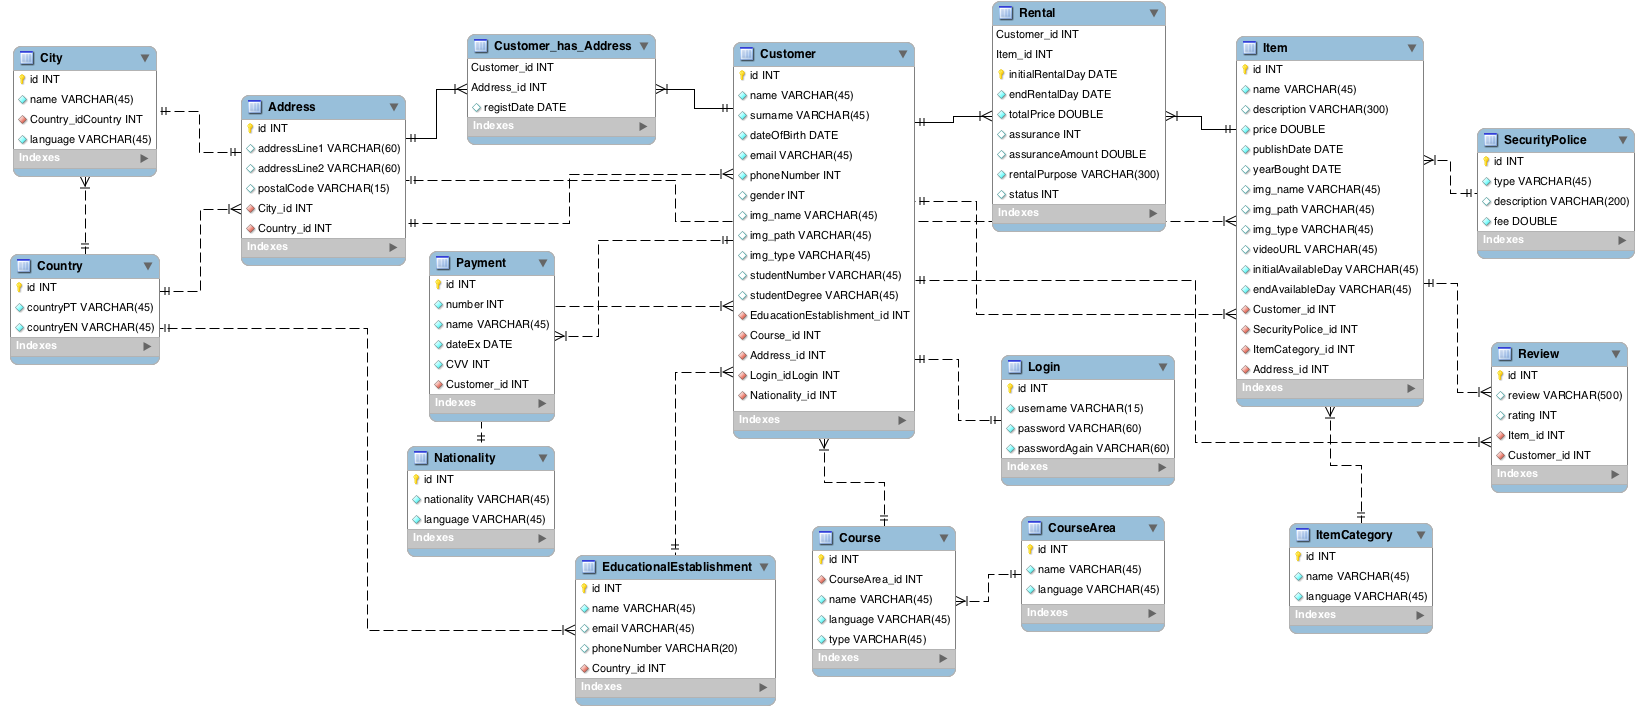 City
id INT
name VARCHAR(45)
Country_idCountry INT
language VARCHAR(45)
Indexes
Country
id INT
countryPT VARCHAR(45)
countryEN VARCHAR(45)
Indexes
Address
id INT
addressLine1 VARCHAR(60)
addressLine2 VARCHAR(60)
postalCode VARCHAR(15)
City_id INT
Country_id INT
Indexes
Customer_has_Address
Customer_id INT
Address_id INT
registDate DATE
Indexes
Payment
id INT
number INT
name VARCHAR(45)
dateEx DATE
CVV INT
Customer_id INT
Indexes
Nationality
id INT
nationality VARCHAR(45)
language VARCHAR(45)
Indexes
EducationalEstablishment
id INT
name VARCHAR(45)
email VARCHAR(45)
phoneNumber VARCHAR(20)
Country_id INT
Indexes
Customer
id INT
name VARCHAR(45)
surname VARCHAR(45)
dateOfBirth DATE
email VARCHAR(45)
phoneNumber INT
gender INT
img_name VARCHAR(45)
img_path VARCHAR(45)
img_type VARCHAR(45)
studentNumber VARCHAR(45)
studentDegree VARCHAR(45)
EduacationEstablishment_id INT
Course_id INT
Address_id INT
Login_idLogin INT
Nationality_id INT
Indexes
Rental
Customer_id INT
Item_id INT
initialRentalDay DATE
endRentalDay DATE
totalPrice DOUBLE
assurance INT
assuranceAmount DOUBLE
rentalPurpose VARCHAR(300)
status INT
Indexes
Login
id INT
username VARCHAR(15)
password VARCHAR(60)
passwordAgain VARCHAR(60)
Indexes
Course
id INT
CourseArea_id INT
name VARCHAR(45)
language VARCHAR(45)
type VARCHAR(45)
Indexes
CourseArea
id INT
name VARCHAR(45)
language VARCHAR(45)
Indexes
Item
id INT
name VARCHAR(45)
description VARCHAR(300)
price DOUBLE
publishDate DATE
yearBought DATE
img_name VARCHAR(45)
img_path VARCHAR(45)
img_type VARCHAR(45)
videoURL VARCHAR(45)
initialAvailableDay VARCHAR(45)
endAvailableDay VARCHAR(45)
Customer_id INT
SecurityPolice_id INT
ItemCategory_id INT
Address_id INT
Indexes
SecurityPolice
id INT
type VARCHAR(45)
description VARCHAR(200)
fee DOUBLE
Indexes
Review
id INT
review VARCHAR(500)
rating INT
Item_id INT
Customer_id INT
Indexes
ItemCategory
id INT
name VARCHAR(45)
language VARCHAR(45)
Indexes